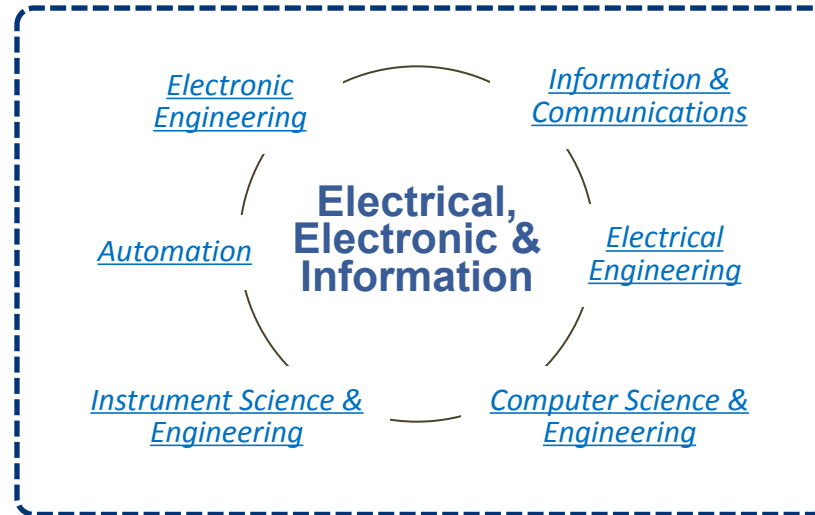 Electronic
Engineering
Information &
Communications
Electrical,
Electronic &
Information
Automation
Electrical
Engineering
Instrument Science &
Engineering
Computer Science &
Engineering